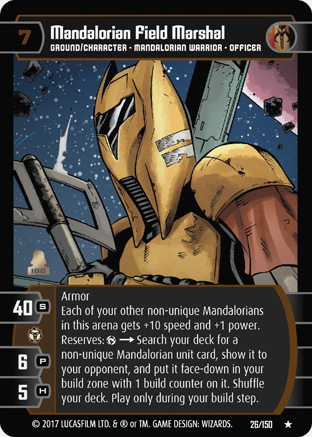 7 Mandalorian Field Marshal
GROUND/CHARACTER - MANDALORIAN WARRIOR - OFFICER
IDC
40 S
6 P
5 H
Armor
Each of your other non-unique Mandalorians
in this arena gets +10 speed and +1 power.
Reserves: → Search your deck for a
non-unique Mandalorian unit card, show it to
your opponent, and put it face-down in your
build zone with 1 build counter on it. Shuffle
your deck. Play only during your build step.
© 2017 LUCASFILM LTD. & ® or TM. GAME DESIGN: WIZARDS. 26/150 ★